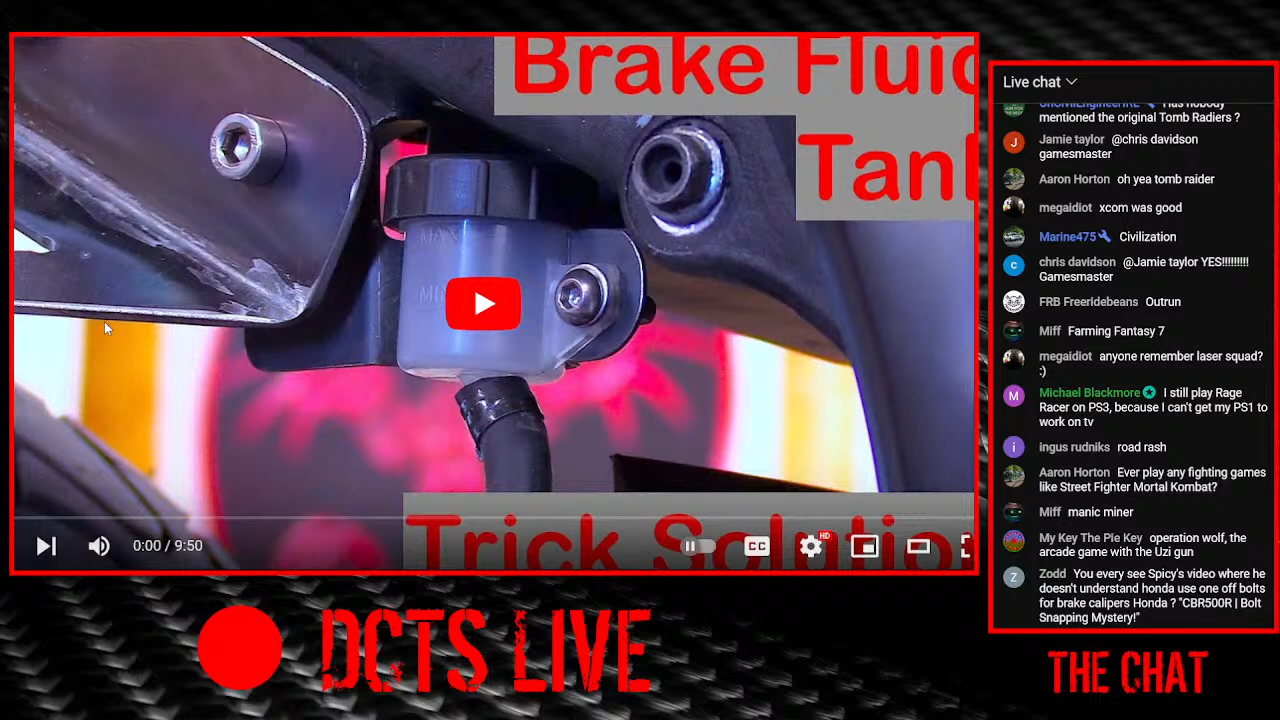 Brake Fluid
Tank
MAX
Trick Solution
0:00 / 9:50
CC
HD
DCTS LIVE
Live chat
mentioned the original Tomb Radiers ?
J
Jamie taylor @chris davidson
gamesmaster
Aaron Horton oh yea tomb raider
megaidiot xcom was good
Marine475 Civilization
c
chris davidson @Jamie taylor YES!!!!!!!!!
Gamesmaster
FRB Freeridebeans Outrun
Miff Farming Fantasy 7
megaidiot anyone remember laser squad?
:)
M
Michael Blackmore I still play Rage
Racer on PS3, because I can't get my PS1 to
work on tv
i
ingus rudniks road rash
Aaron Horton Ever play any fighting games
like Street Fighter Mortal Kombat?
Miff manic miner
My Key The Pie Key operation wolf, the
arcade game with the Uzi gun
Z
Zodd You every see Spicy's video where he
doesn't understand honda use one off bolts
for brake calipers Honda ? "CBR500R | Bolt
Snapping Mystery!"
THE CHAT